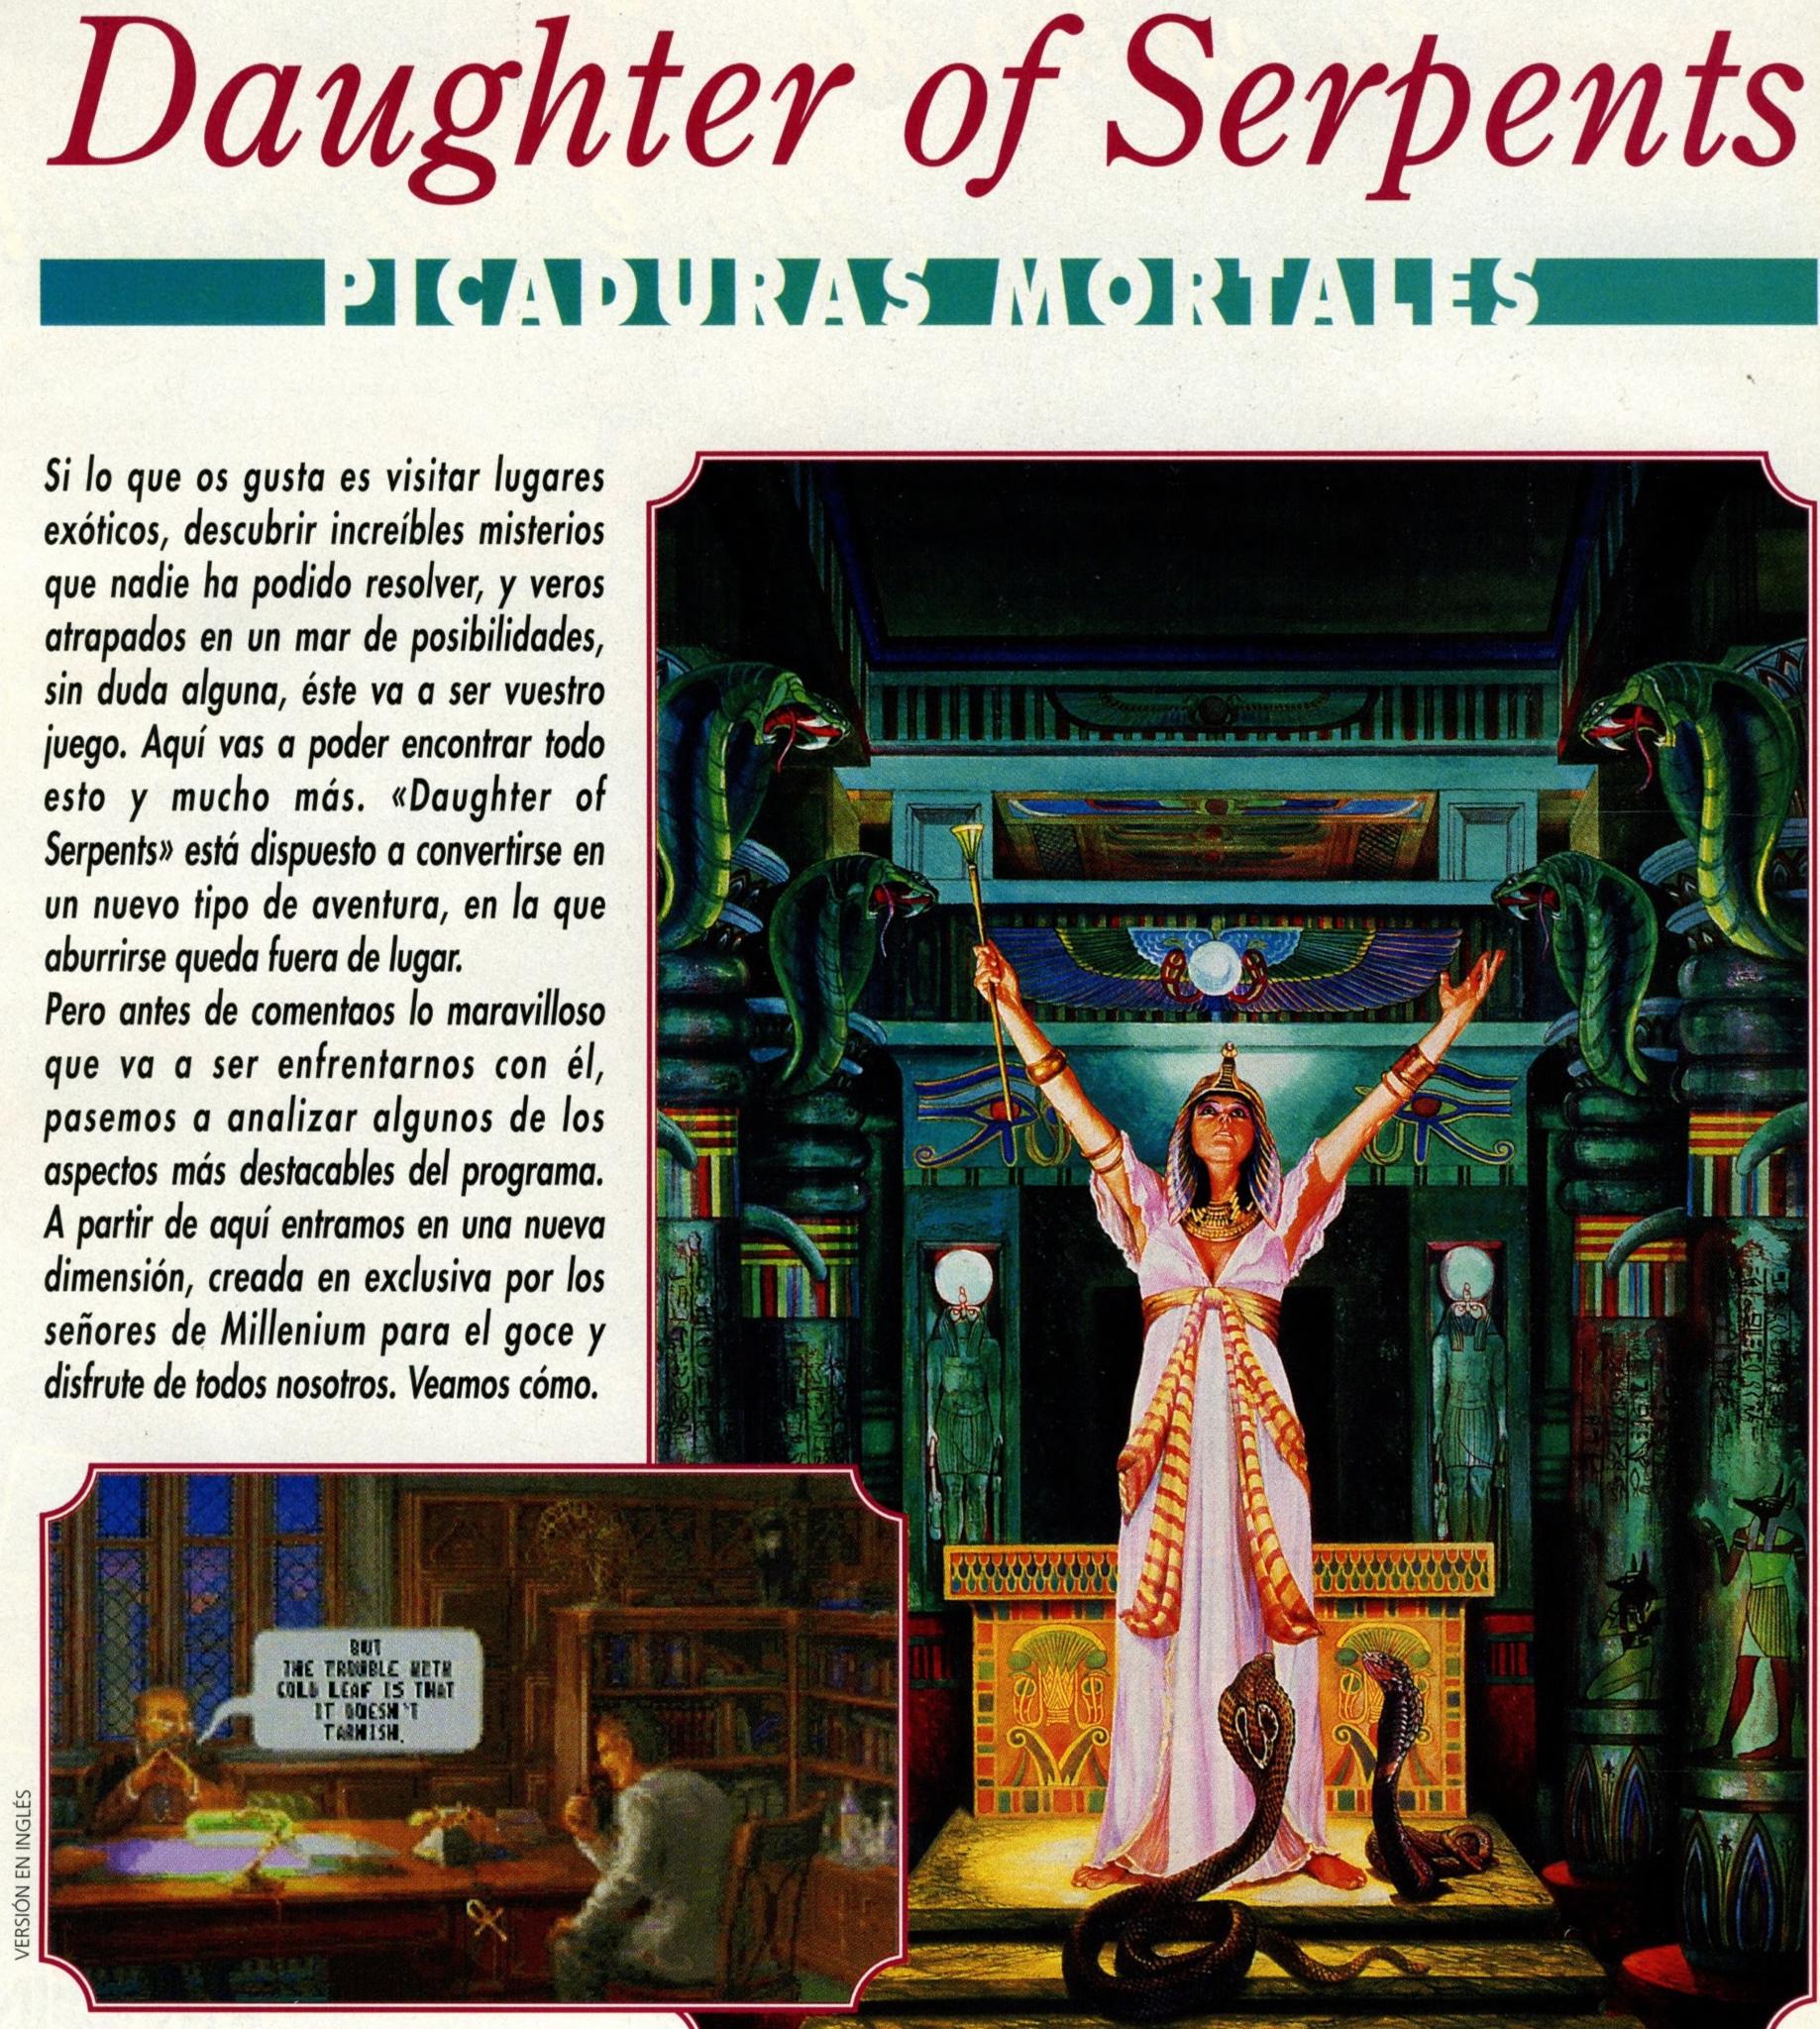 Daughter of Serpents
PICADURAS MORTALES
Si lo que os gusta es visitar lugares
exóticos, descubrir increíbles misterios
que nadie ha podido resolver, y veros
atrapados en un mar de posibilidades,
sin duda alguna, éste va a ser vuestro
juego. Aquí vas a poder encontrar todo
esto y mucho más. «Daughter of
Serpents» está dispuesto a convertirse en
un nuevo tipo de aventura, en la que
aburrirse queda fuera de lugar.
Pero antes de comentaos lo maravilloso
que va a ser enfrentarnos con él,
pasemos a analizar algunos de los
aspectos más destacables del programa.
A partir de aquí entramos en una nueva
dimensión, creada en exclusiva por los
señores de Millenium para el goce y
disfrute de todos nosotros. Veamos cómo.
BUT
THE TROUBLE WITH
GOLD LEAF IS THAT
IT DOESN'T
TARNISH.
VERSIÓN EN INGLÉS